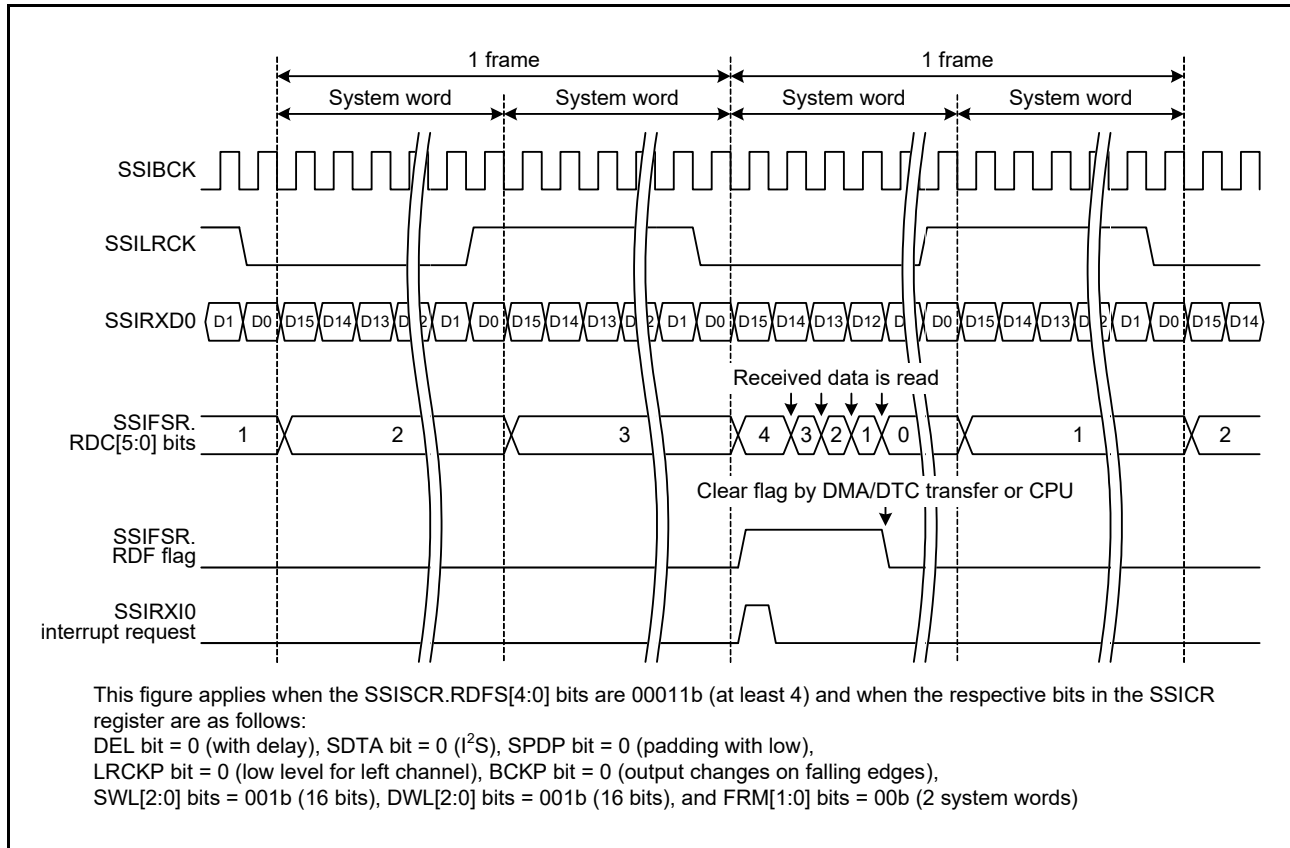 1 frame 1 frame
System word System word System word System word
SSIBCK
SSILRCK
SSIRXD0 D1 D0 D15 D14 D13 D 2 D1 D0 D15 D14 D13 D 2 D1 D0 D15 D14 D13 D12 D D0 D15 D14 D13 D 2 D1 D0 D15 D14
Received data is read
SSIFSR.
RDC[5:0] bits 1 2 3 4 3 2 1 0 1 2
Clear flag by DMA/DTC transfer or CPU
SSIFSR.
RDF flag
SSIRXI0
interrupt request
This figure applies when the SSISCR.RDFS[4:0] bits are 00011b (at least 4) and when the respective bits in the SSICR
register are as follows:
DEL bit = 0 (with delay), SDTA bit = 0 (I²S), SPDP bit = 0 (padding with low),
LRCKP bit = 0 (low level for left channel), BCKP bit = 0 (output changes on falling edges),
SWL[2:0] bits = 001b (16 bits), DWL[2:0] bits = 001b (16 bits), and FRM[1:0] bits = 00b (2 system words)